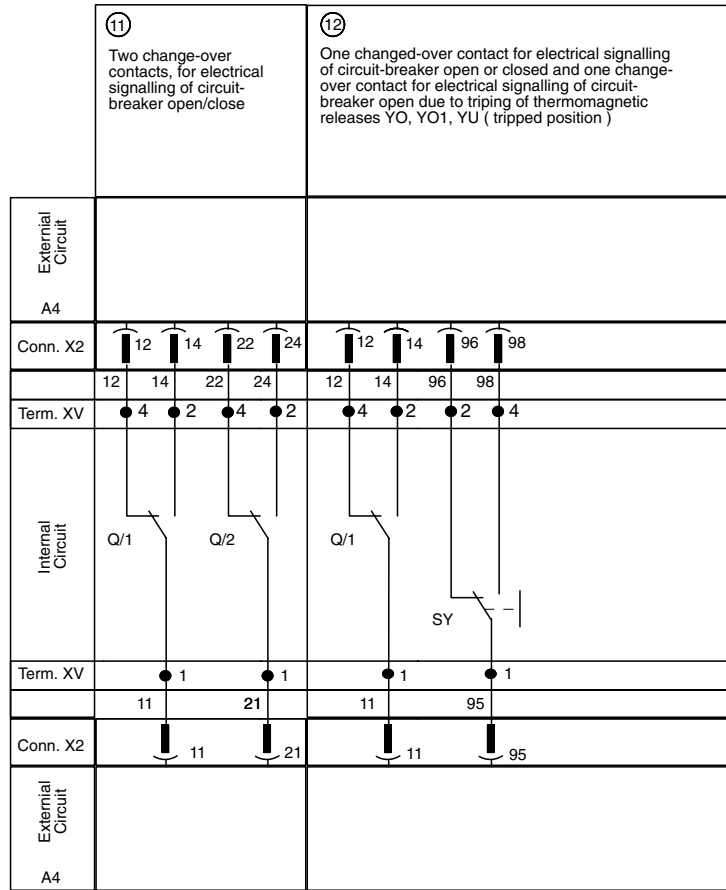 11
Two change-over
contacts, for electrical
signalling of circuit-
breaker open/close
12
One changed-over contact for electrical signalling
of circuit-breaker open or closed and one change-
over contact for electrical signalling of circuit-
breaker open due to triping of thermomagnetic
releases YO, YO1, YU ( tripped position )
Externial
Circuit
A4
Conn. X2
12 14 22 24 12 14 96 98
12 14 22 24 12 14 96 98
Term. XV
4 2 4 2 4 2 2 4
Internal
Circuit
Q/1 Q/2 Q/1
SY
Term. XV
1 1 1 1
11 21 11 95
Conn. X2
11 21 11 95
Externial
Circuit
A4